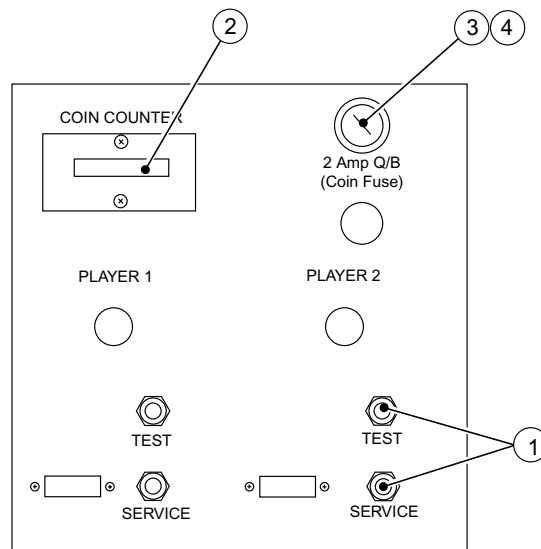 2
3 4
COIN COUNTER
2 Amp Q/B
(Coin Fuse)
PLAYER 1
PLAYER 2
TEST
TEST
1
SERVICE
SERVICE